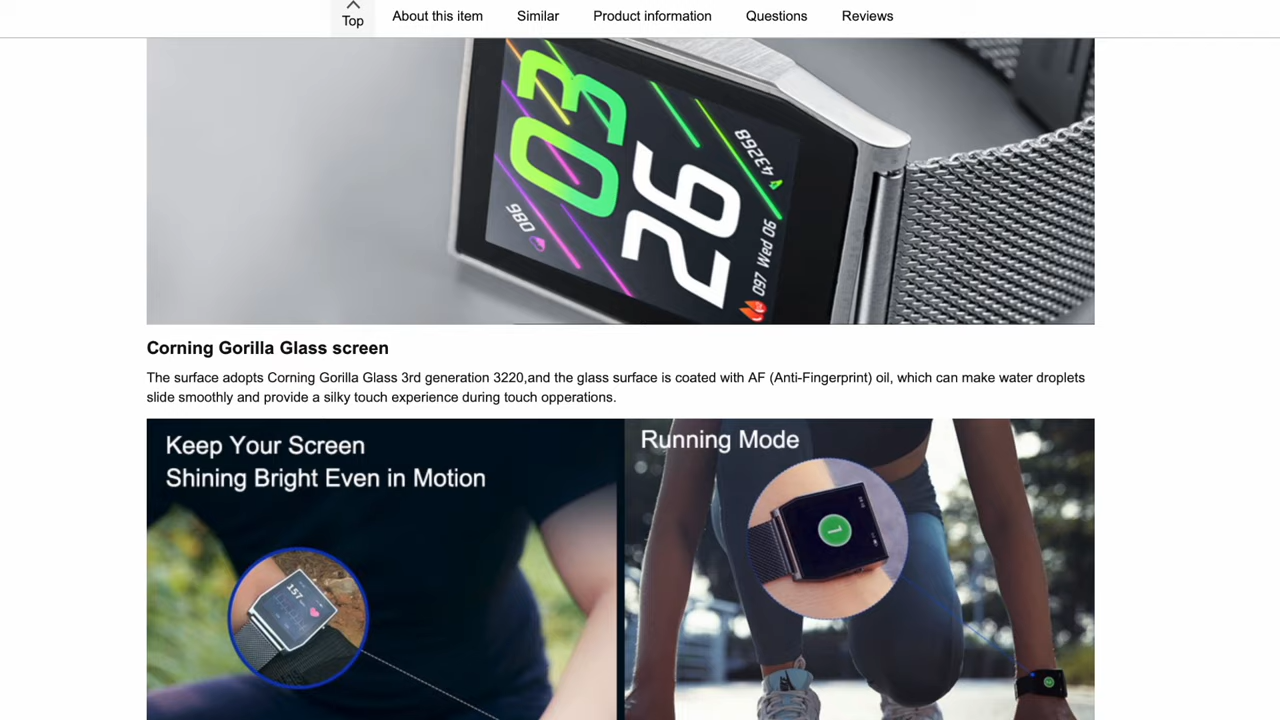 Top
About this item
Similar
Product information
Questions
Reviews
03
26
43268
086
097 Wed 06
Corning Gorilla Glass screen
The surface adopts Corning Gorilla Glass 3rd generation 3220,and the glass surface is coated with AF (Anti-Fingerprint) oil, which can make water droplets
slide smoothly and provide a silky touch experience during touch opperations.
Keep Your Screen
Shining Bright Even in Motion
Running Mode
157
1